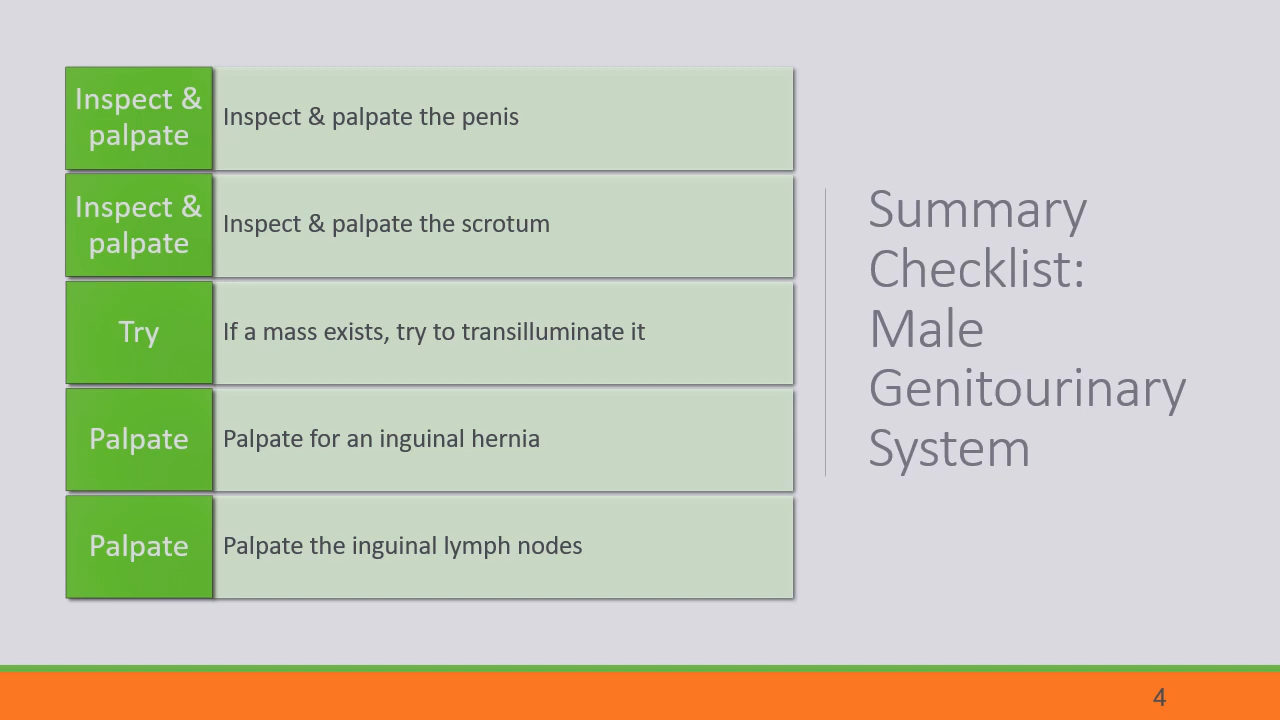 Inspect &
palpate
Inspect & palpate the penis
Inspect &
palpate
Inspect & palpate the scrotum
Try
If a mass exists, try to transilluminate it
Palpate
Palpate for an inguinal hernia
Palpate
Palpate the inguinal lymph nodes
Summary
Checklist:
Male
Genitourinary
System
4